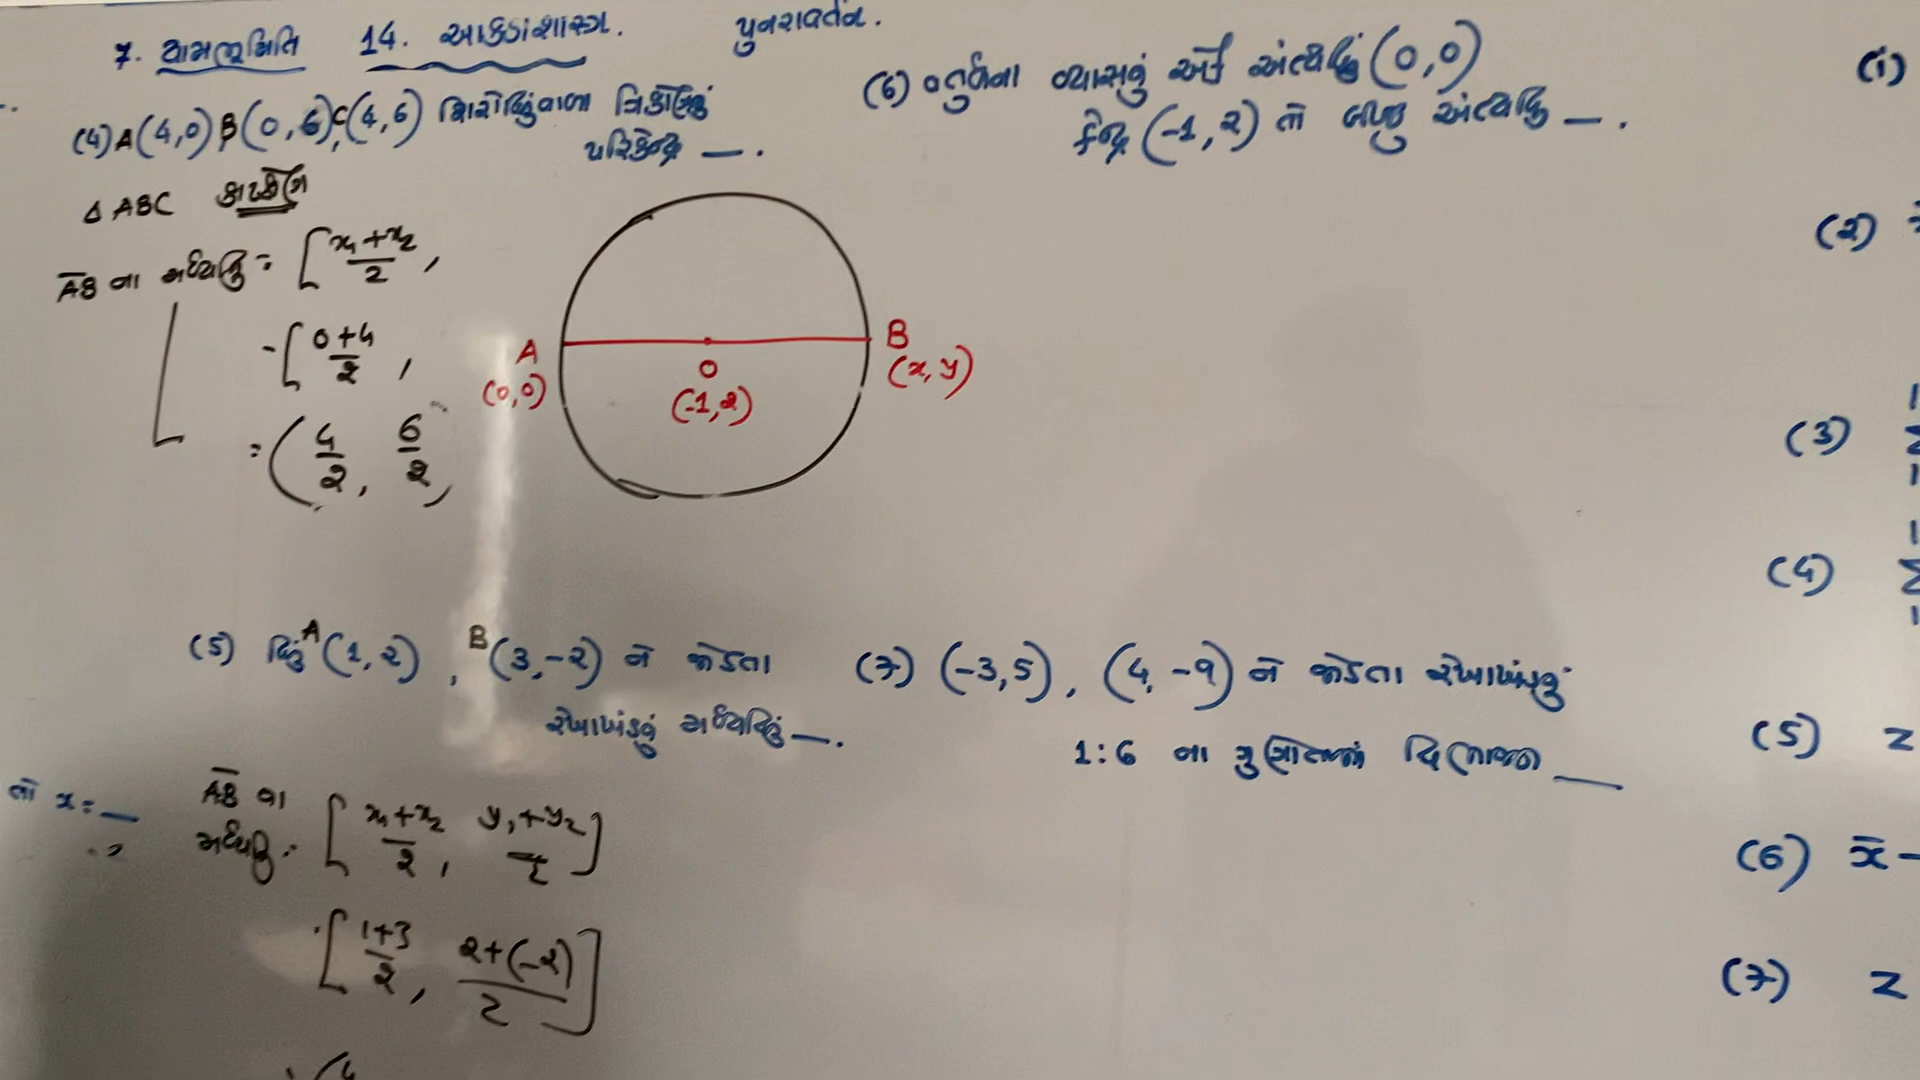 7. યામભૂમિતિ 14. આકડાશાસ્ત્ર. પુનરાવર્તન.
(4) A(4,0) B(0,6), C(4,6) શિરોબિંદુવાળા ત્રિકોણનું
પરિકેન્દ્ર —.
Δ ABC કાટકોણ
AB ના મધ્યબિંદુ = [x₁+x₂/2,
= [0+4/2,
= (4/2, 6/2)
A
(0,0)
O
(-1,2)
B
(x,y)
(6) વર્તુળના વ્યાસનું એક અંત્યબિંદું (0,0)
કેન્દ્ર (-1,2) તો બીજુ અંત્યબિંદુ —.
(5) બિંદું A(1,2), B(3,-2) ને જોડતા
રેખાખંડનું મધ્યબિંદું —.
તો x = —
AB ના
મધ્યબિંદુ = [x₁+x₂/2, y₁+y₂/2]
[1+3/2, 2+(-2)/2]
(7) (-3,5), (4,-9) ને જોડતા રેખાખંડનું
1:6 ના ગુણોત્તરમાં વિભાજન —
(1)
(2)
(3)
(4)
(5) Z
(6) x̄ –
(7) Z